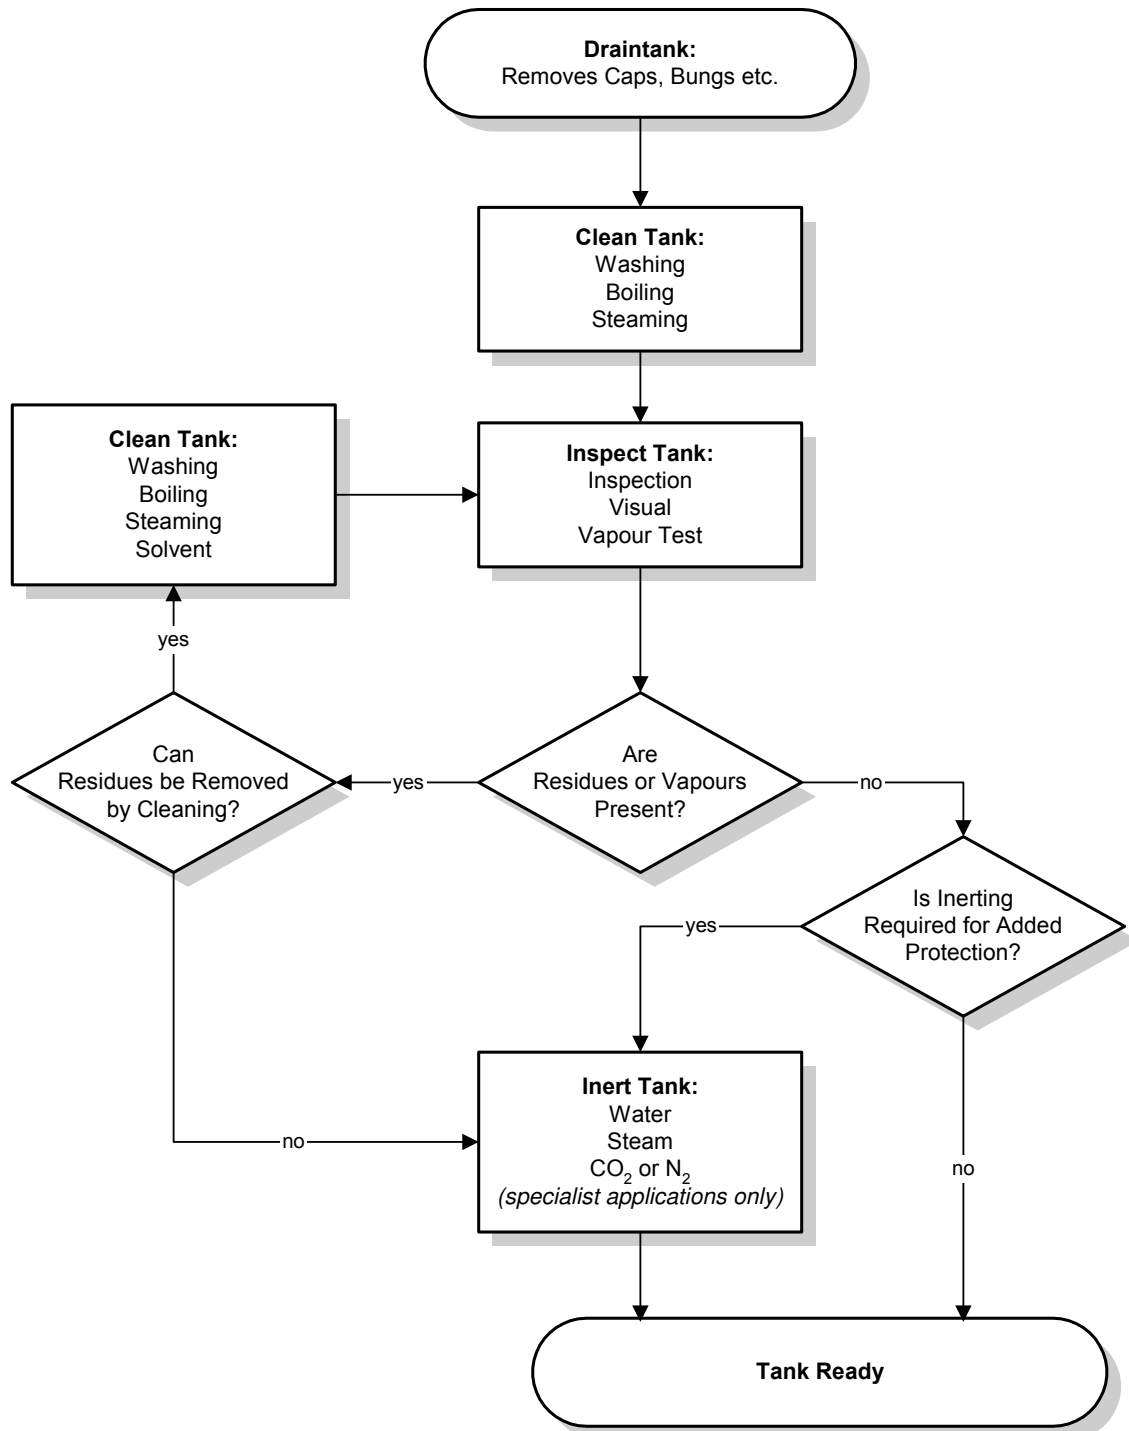 Draintank:
Removes Caps, Bungs etc.
Clean Tank:
Washing
Boiling
Steaming
Clean Tank:
Washing
Boiling
Steaming
Solvent
Inspect Tank:
Inspection
Visual
Vapour Test
yes
Can
Residues be Removed
by Cleaning?
yes
Are
Residues or Vapours
Present?
no
Is Inerting
Required for Added
Protection?
yes
Inert Tank:
Water
Steam
CO₂ or N₂
(specialist applications only)
no
no
Tank Ready